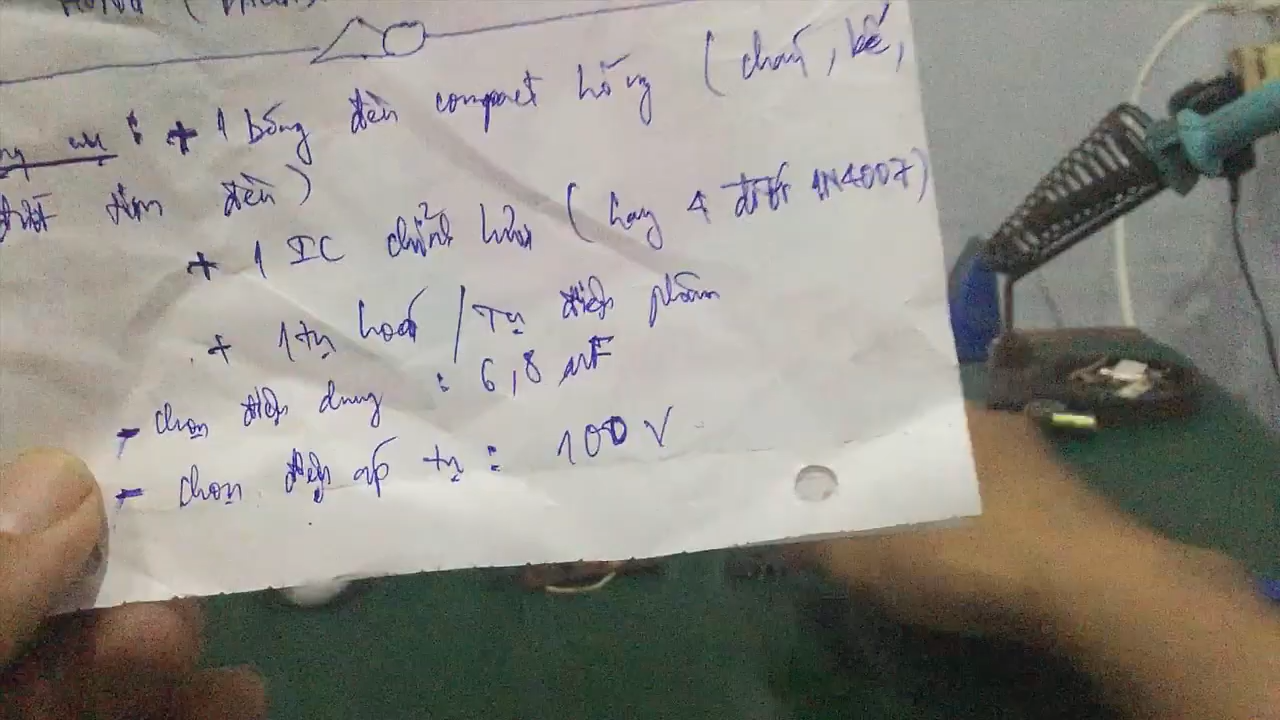 : + 1 bóng đèn compact hỏng ( cháy, bể,
đứt tim đèn )
+ 1 IC chỉnh lưu ( hay 4 đi ốt 1N4007 )
+ 1 tụ hoá / Tụ điện phân
- chọn điện dung : 6,8 uF
- chọn điện áp tụ : 100 V